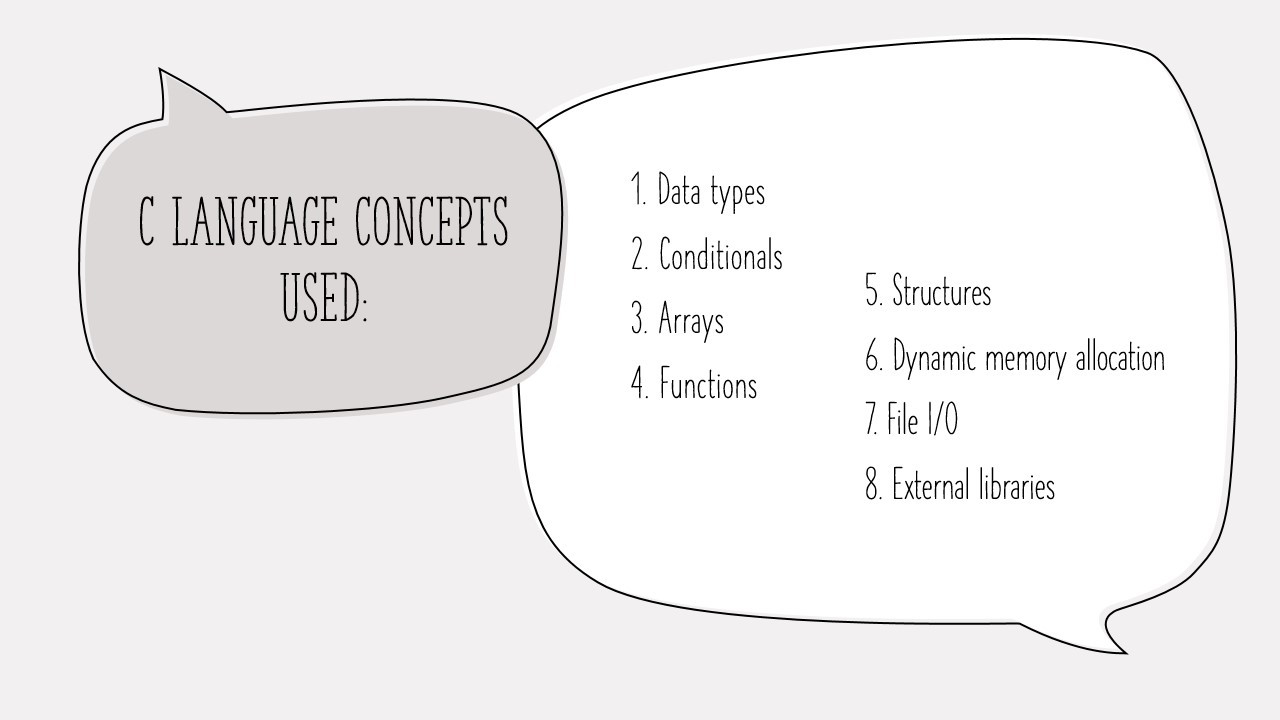 C LANGUAGE CONCEPTS
USED:
1. Data types
2. Conditionals
3. Arrays
4. Functions
5. Structures
6. Dynamic memory allocation
7. File I/O
8. External libraries